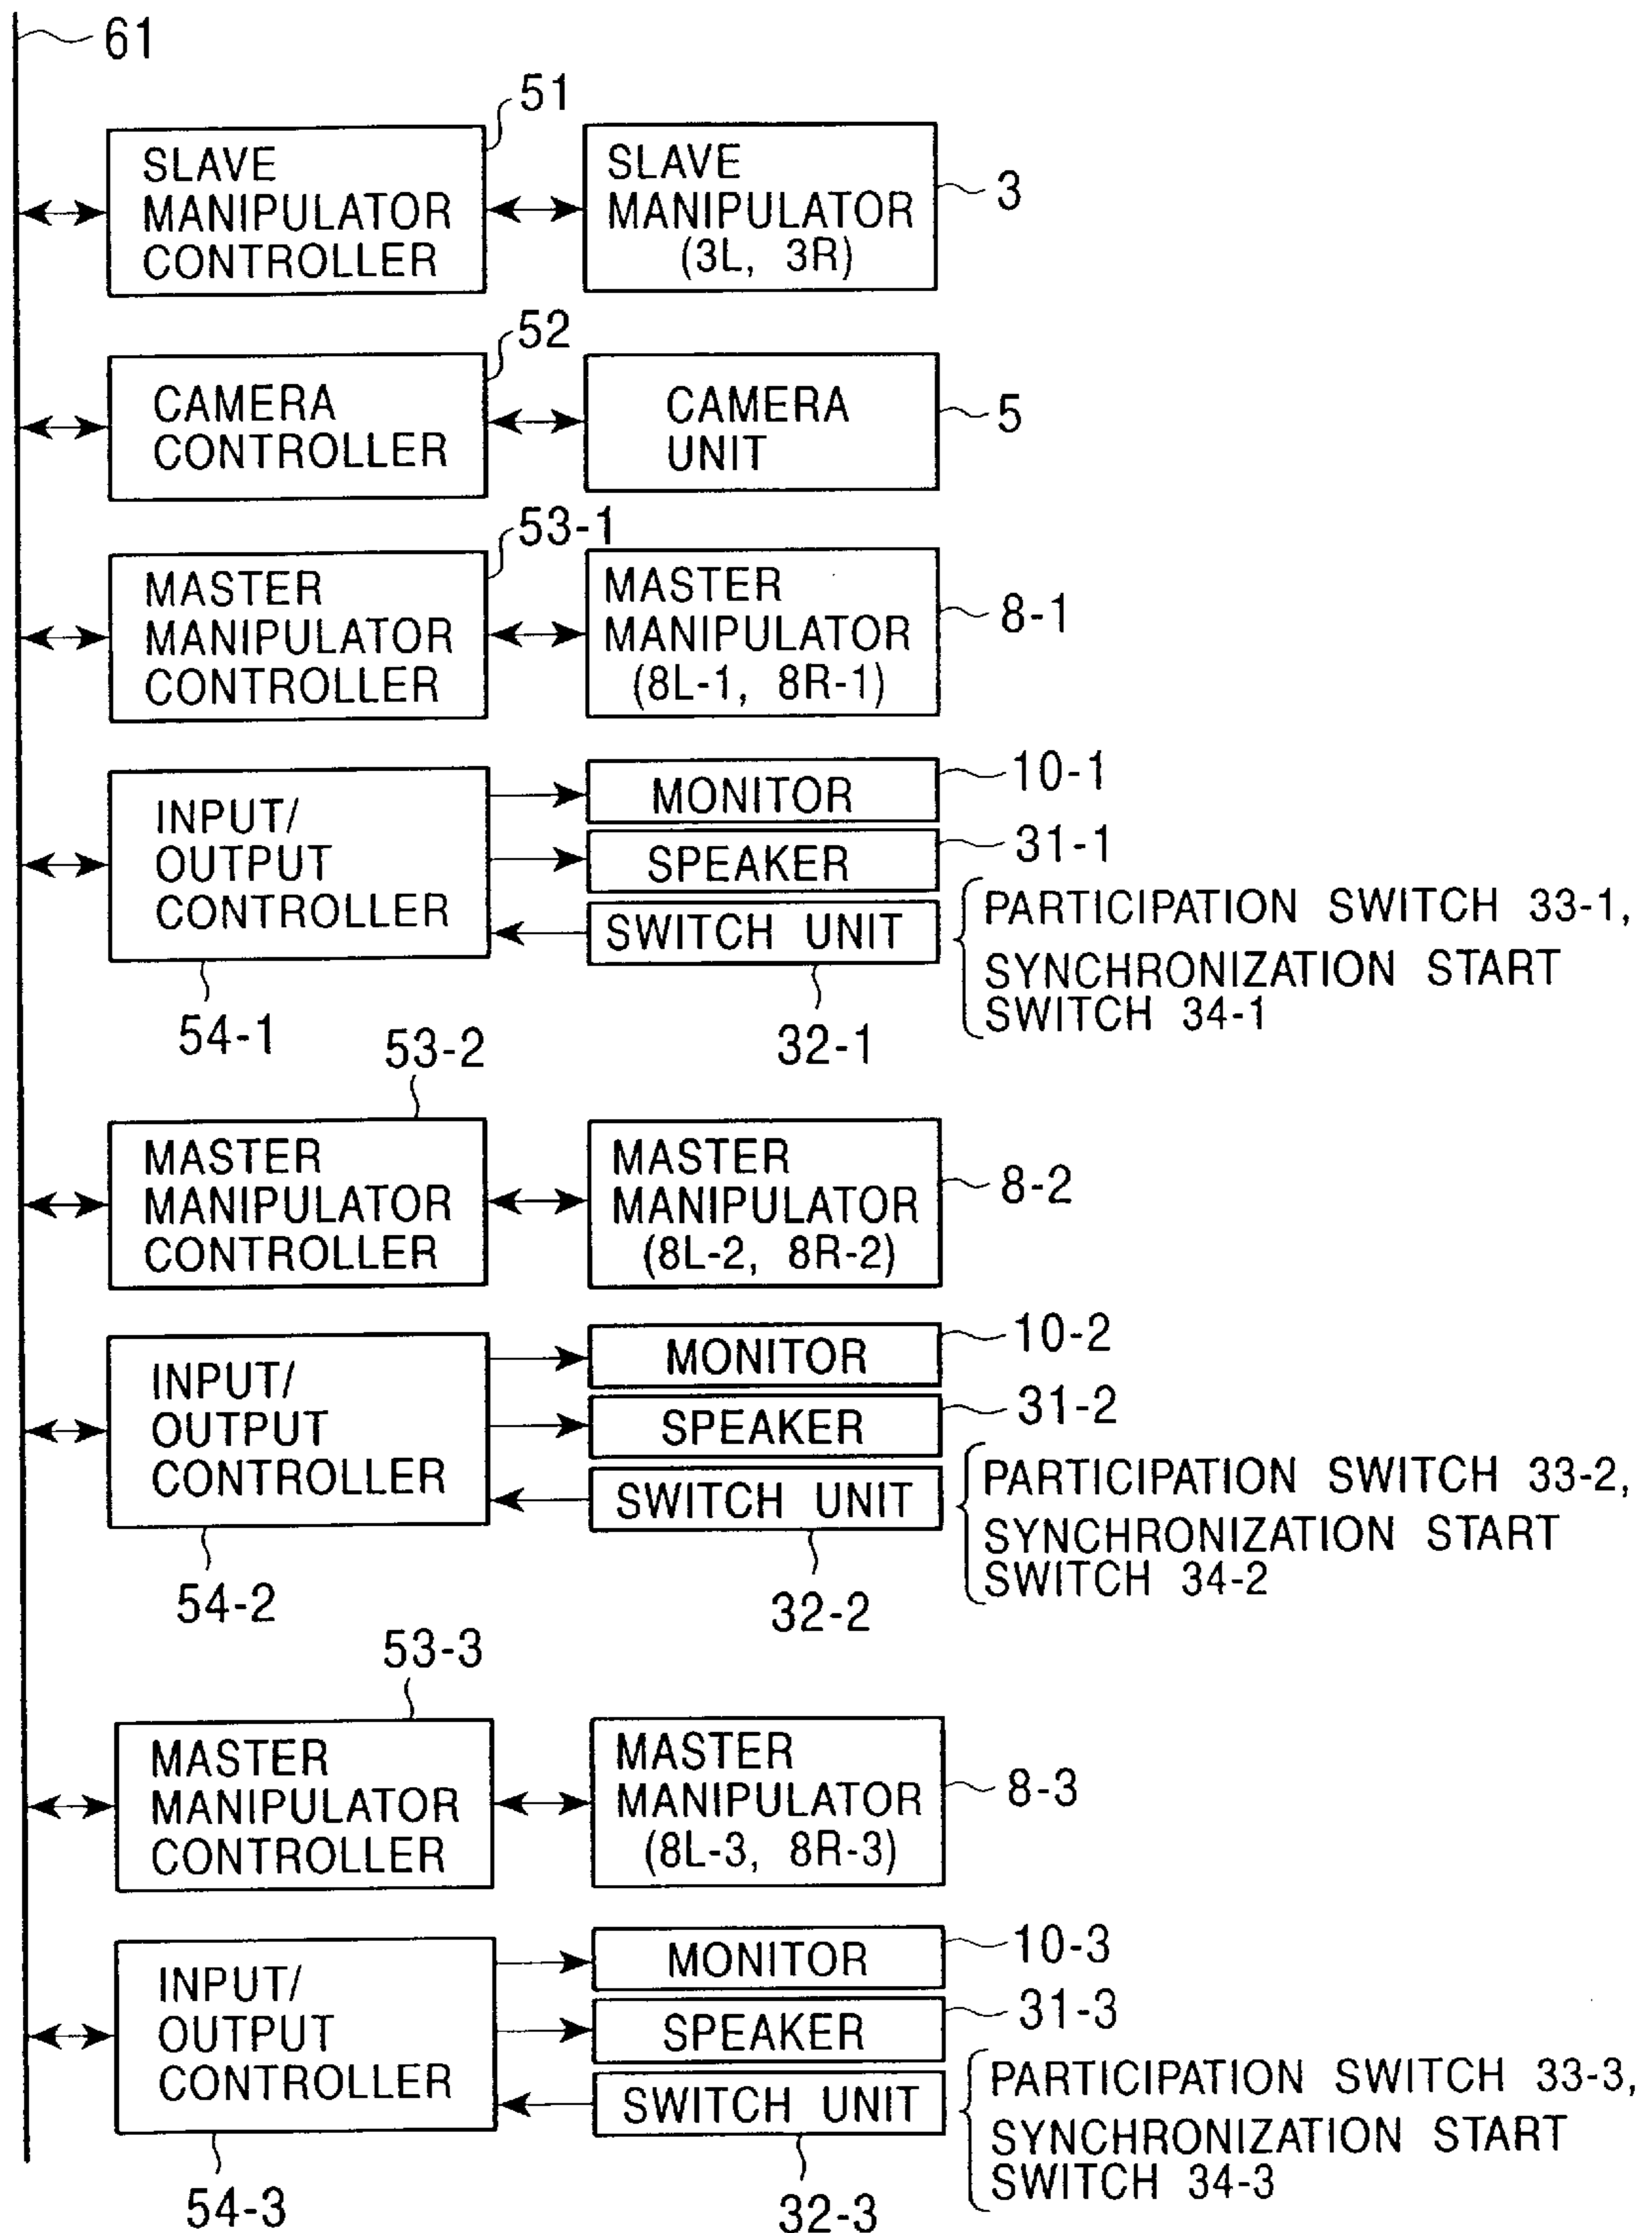 61
51
SLAVE
MANIPULATOR
CONTROLLER
SLAVE
MANIPULATOR
(3L, 3R)
3
52
CAMERA
CONTROLLER
CAMERA
UNIT
5
53-1
MASTER
MANIPULATOR
CONTROLLER
MASTER
MANIPULATOR
(8L-1, 8R-1)
8-1
INPUT/
OUTPUT
CONTROLLER
54-1
MONITOR
10-1
SPEAKER
31-1
SWITCH UNIT
32-1
PARTICIPATION SWITCH 33-1,
SYNCHRONIZATION START
SWITCH 34-1
53-2
MASTER
MANIPULATOR
CONTROLLER
MASTER
MANIPULATOR
(8L-2, 8R-2)
8-2
INPUT/
OUTPUT
CONTROLLER
54-2
MONITOR
10-2
SPEAKER
31-2
SWITCH UNIT
32-2
PARTICIPATION SWITCH 33-2,
SYNCHRONIZATION START
SWITCH 34-2
53-3
MASTER
MANIPULATOR
CONTROLLER
MASTER
MANIPULATOR
(8L-3, 8R-3)
8-3
INPUT/
OUTPUT
CONTROLLER
54-3
MONITOR
10-3
SPEAKER
31-3
SWITCH UNIT
32-3
PARTICIPATION SWITCH 33-3,
SYNCHRONIZATION START
SWITCH 34-3